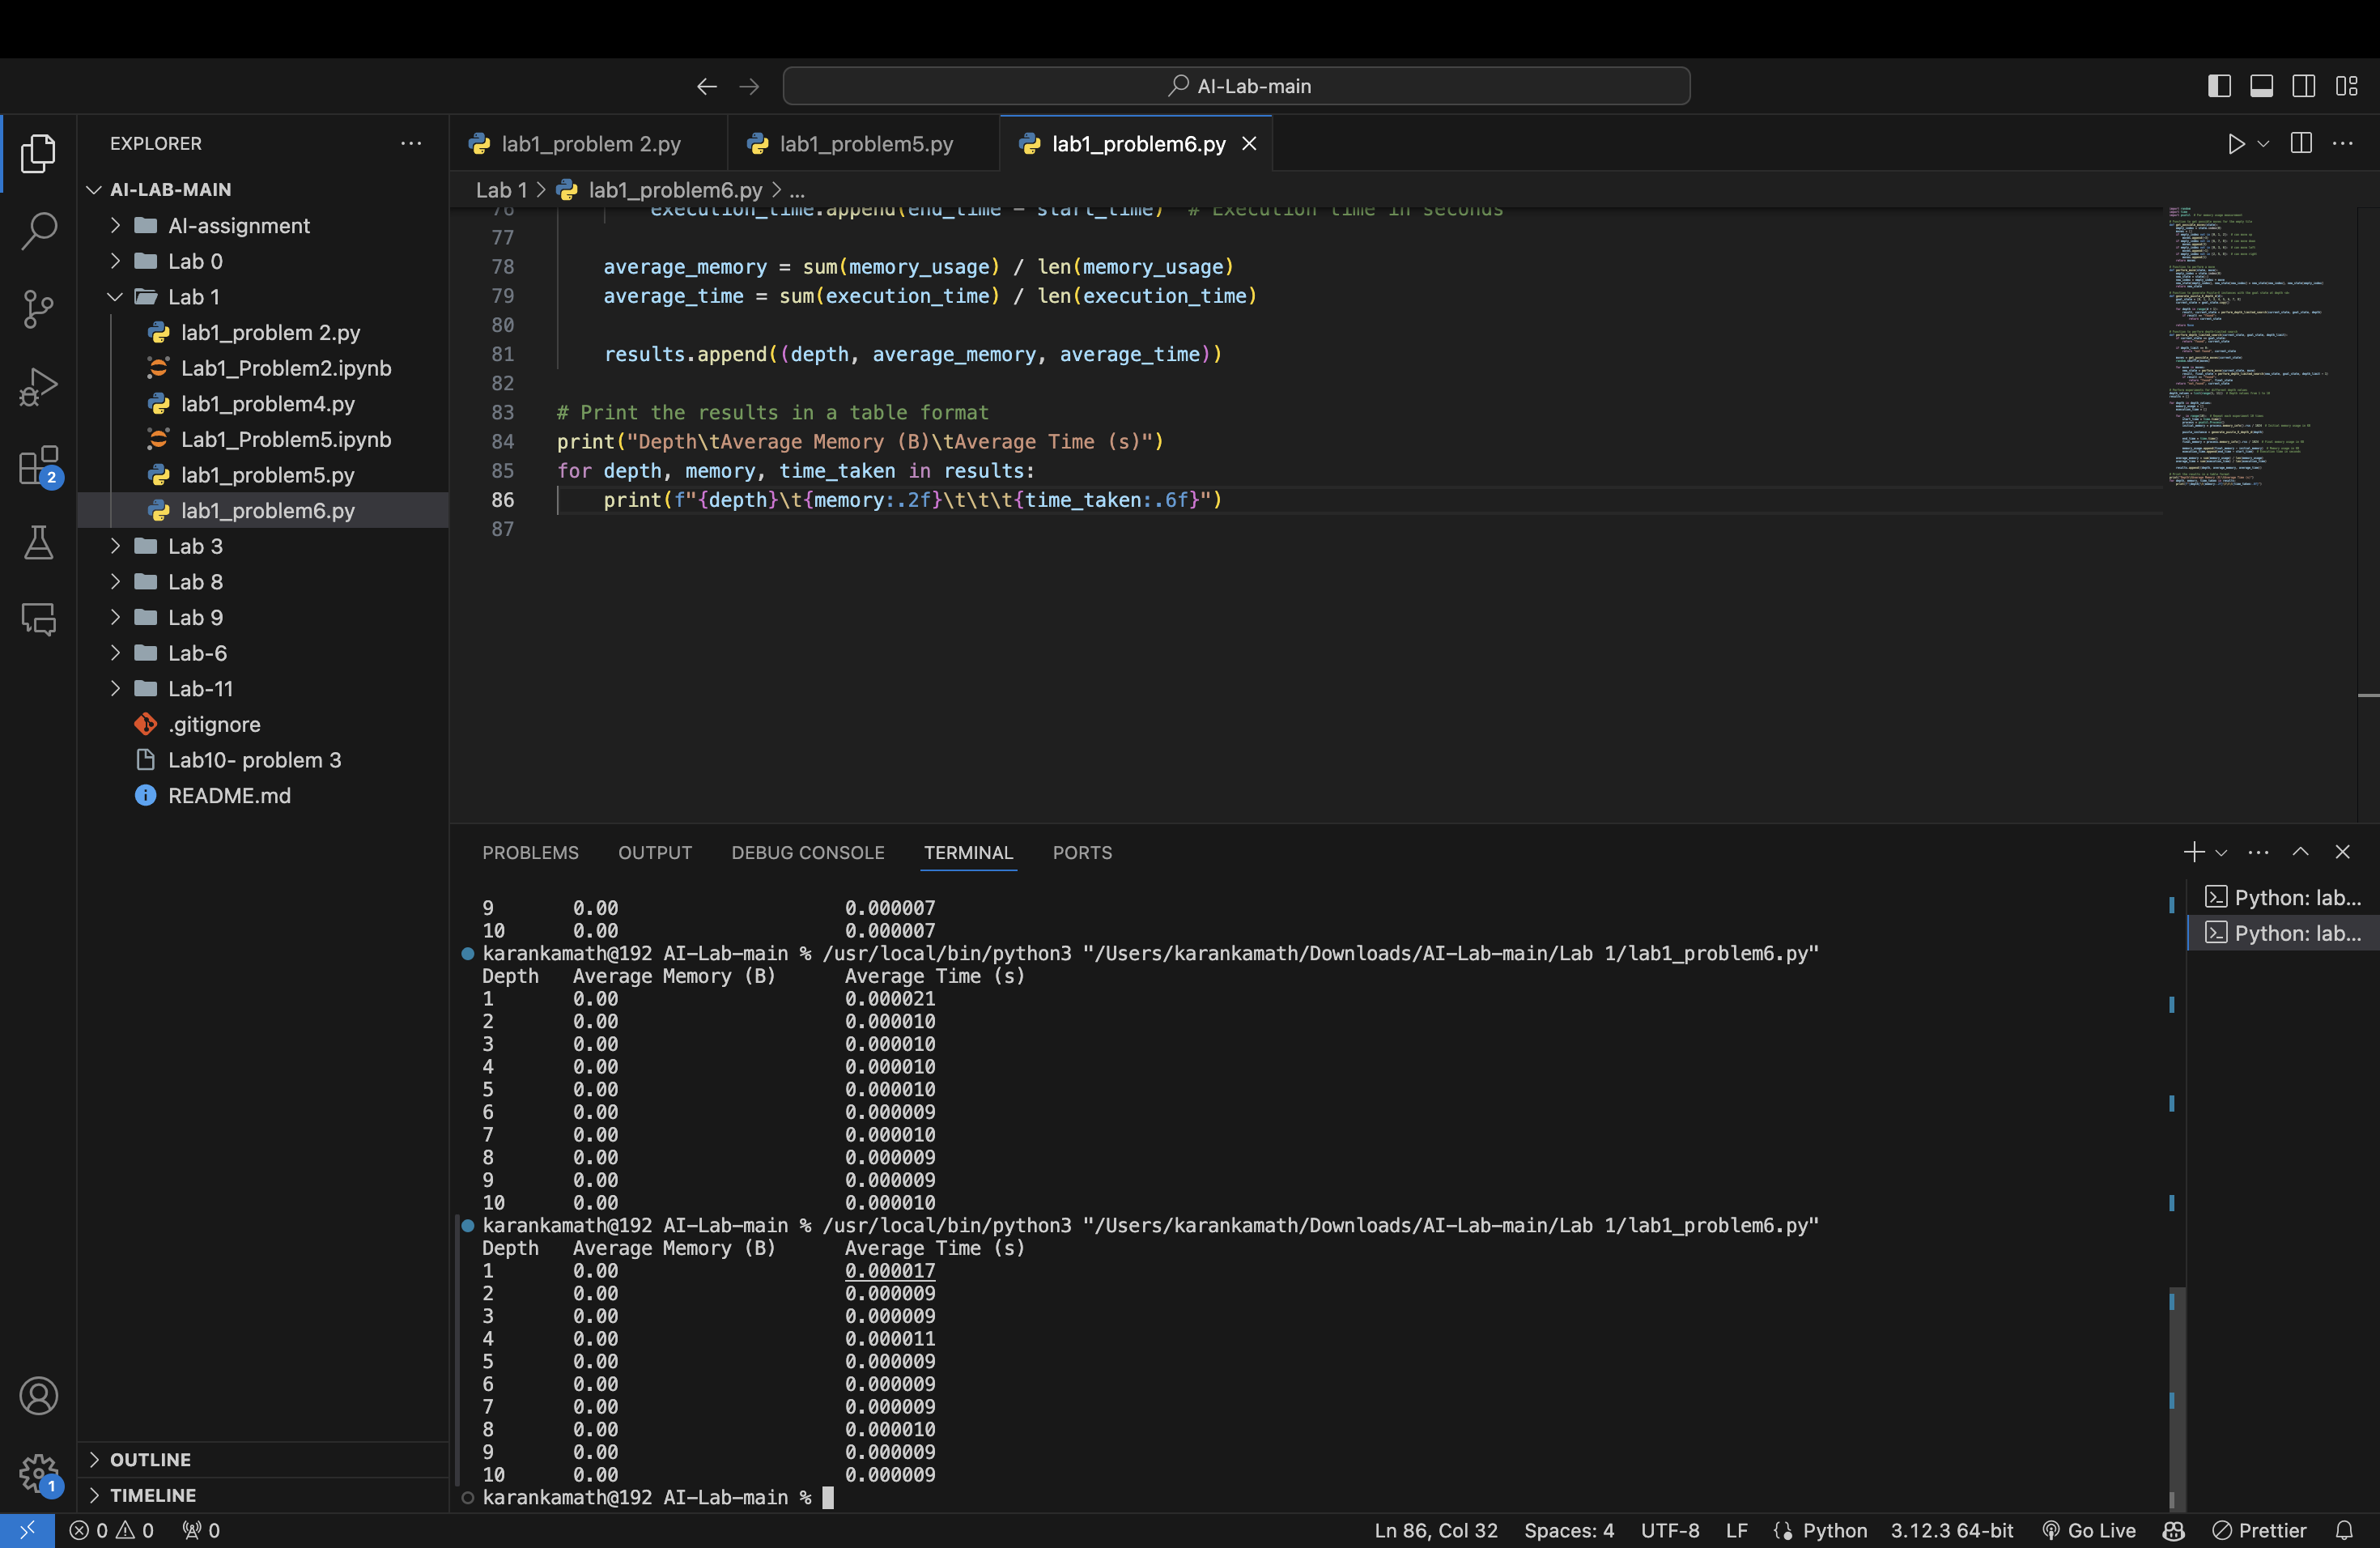 AI-Lab-main
EXPLORER
AI-LAB-MAIN
AI-assignment
Lab 0
Lab 1
lab1_problem 2.py
Lab1_Problem2.ipynb
lab1_problem4.py
Lab1_Problem5.ipynb
lab1_problem5.py
lab1_problem6.py
Lab 3
Lab 8
Lab 9
Lab-6
Lab-11
.gitignore
Lab10- problem 3
README.md
OUTLINE
TIMELINE
2
1
lab1_problem 2.py lab1_problem5.py lab1_problem6.py
Lab 1 > lab1_problem6.py > ...
76 execution_time.append(end_time - start_time) # Execution time in seconds
77
78 average_memory = sum(memory_usage) / len(memory_usage)
79 average_time = sum(execution_time) / len(execution_time)
80
81 results.append((depth, average_memory, average_time))
82
83 # Print the results in a table format
84 print("Depth\tAverage Memory (B)\tAverage Time (s)")
85 for depth, memory, time_taken in results:
86 print(f"{depth}\t{memory:.2f}\t\t\t{time_taken:.6f}")
87
PROBLEMS OUTPUT DEBUG CONSOLE TERMINAL PORTS
9 0.00 0.000007
10 0.00 0.000007
karankamath@192 AI-Lab-main % /usr/local/bin/python3 "/Users/karankamath/Downloads/AI-Lab-main/Lab 1/lab1_problem6.py"
Depth Average Memory (B) Average Time (s)
1 0.00 0.000021
2 0.00 0.000010
3 0.00 0.000010
4 0.00 0.000010
5 0.00 0.000010
6 0.00 0.000009
7 0.00 0.000010
8 0.00 0.000009
9 0.00 0.000009
10 0.00 0.000010
karankamath@192 AI-Lab-main % /usr/local/bin/python3 "/Users/karankamath/Downloads/AI-Lab-main/Lab 1/lab1_problem6.py"
Depth Average Memory (B) Average Time (s)
1 0.00 0.000017
2 0.00 0.000009
3 0.00 0.000009
4 0.00 0.000011
5 0.00 0.000009
6 0.00 0.000009
7 0.00 0.000009
8 0.00 0.000010
9 0.00 0.000009
10 0.00 0.000009
karankamath@192 AI-Lab-main %
Python: lab...
Python: lab...
0 0 0 Ln 86, Col 32 Spaces: 4 UTF-8 LF Python 3.12.3 64-bit Go Live Prettier